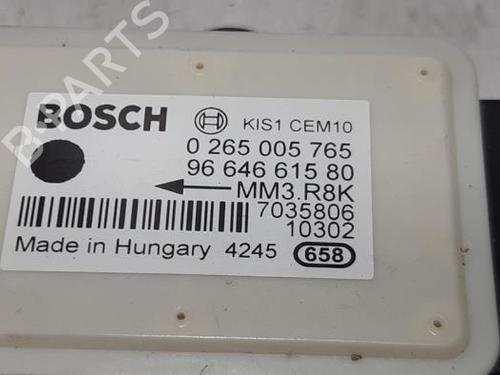 B-PARTS
BOSCH KIS1 CEM10
0 265 005 765
96 646 615 80
MM3.R8K
7035806
10302
Made in Hungary 4245 658